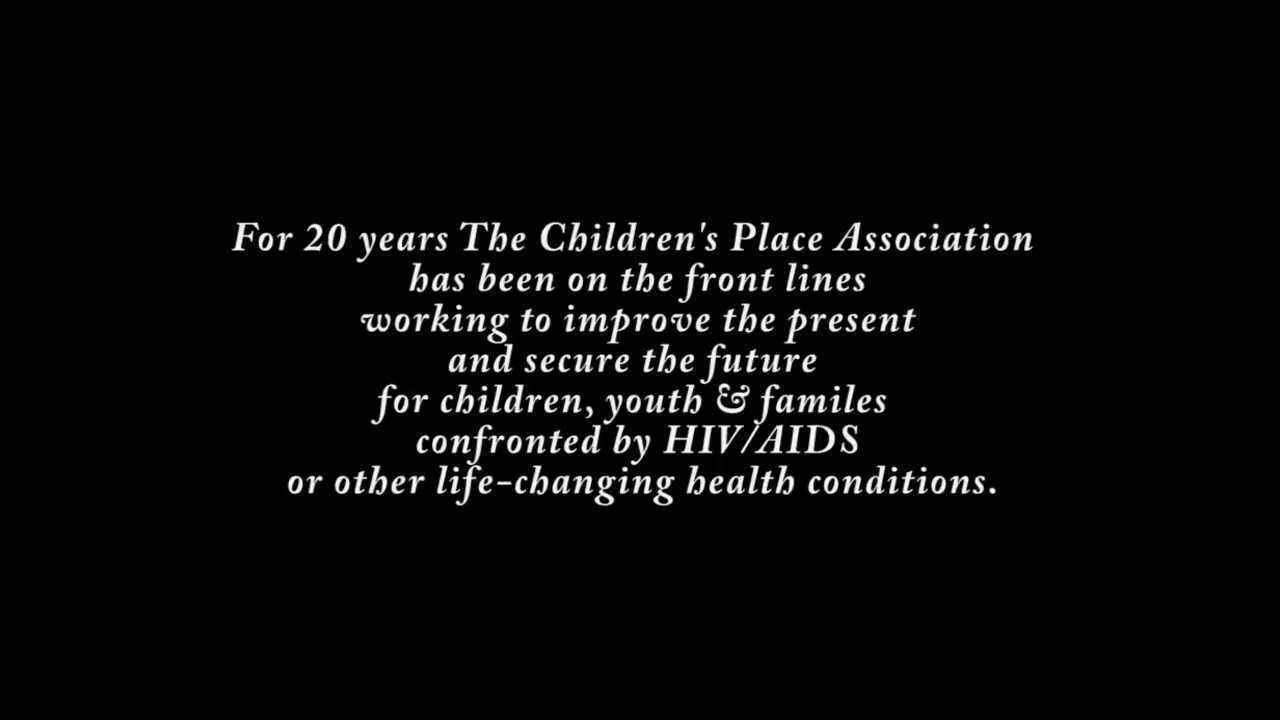 For 20 years The Children's Place Association
has been on the front lines
working to improve the present
and secure the future
for children, youth & familes
confronted by HIV/AIDS
or other life-changing health conditions.